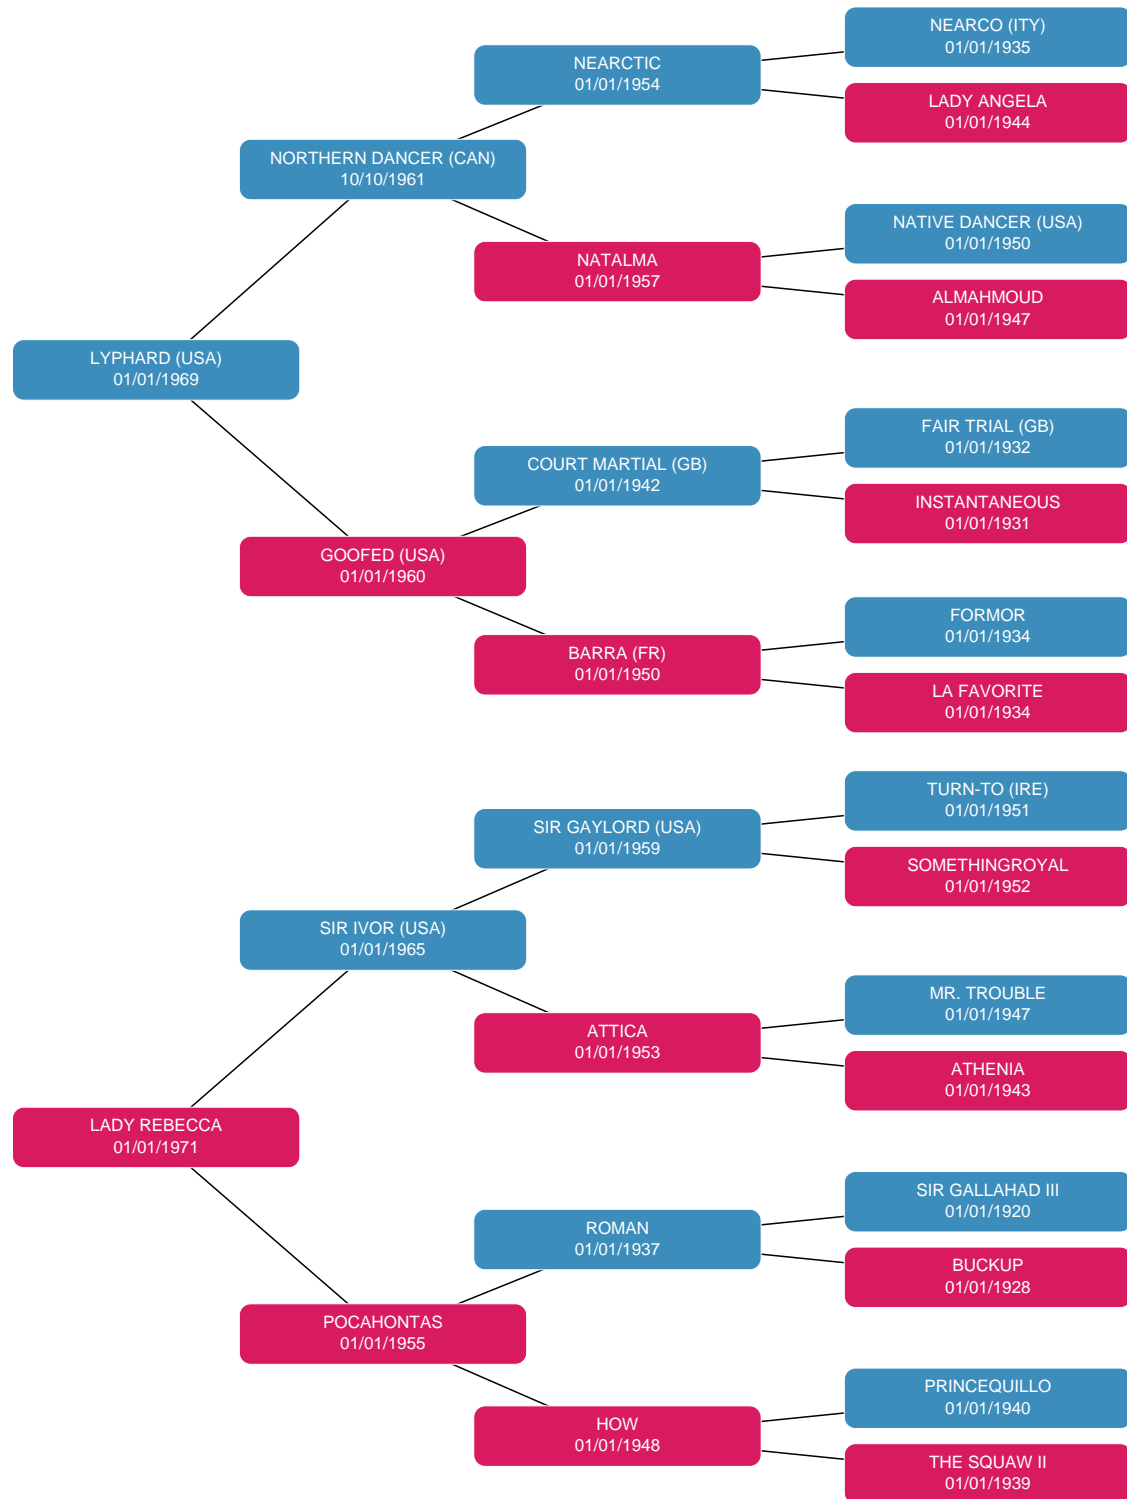 NEARCO (ITY)
01/01/1935
NEARCTIC
01/01/1954
LADY ANGELA
01/01/1944
NORTHERN DANCER (CAN)
10/10/1961
NATIVE DANCER (USA)
01/01/1950
NATALMA
01/01/1957
ALMAHMOUD
01/01/1947
LYPHARD (USA)
01/01/1969
FAIR TRIAL (GB)
01/01/1932
COURT MARTIAL (GB)
01/01/1942
INSTANTANEOUS
01/01/1931
GOOFED (USA)
01/01/1960
FORMOR
01/01/1934
BARRA (FR)
01/01/1950
LA FAVORITE
01/01/1934
TURN-TO (IRE)
01/01/1951
SIR GAYLORD (USA)
01/01/1959
SOMETHINGROYAL
01/01/1952
SIR IVOR (USA)
01/01/1965
MR. TROUBLE
01/01/1947
ATTICA
01/01/1953
ATHENIA
01/01/1943
LADY REBECCA
01/01/1971
SIR GALLAHAD III
01/01/1920
ROMAN
01/01/1937
BUCKUP
01/01/1928
POCAHONTAS
01/01/1955
PRINCEQUILLO
01/01/1940
HOW
01/01/1948
THE SQUAW II
01/01/1939